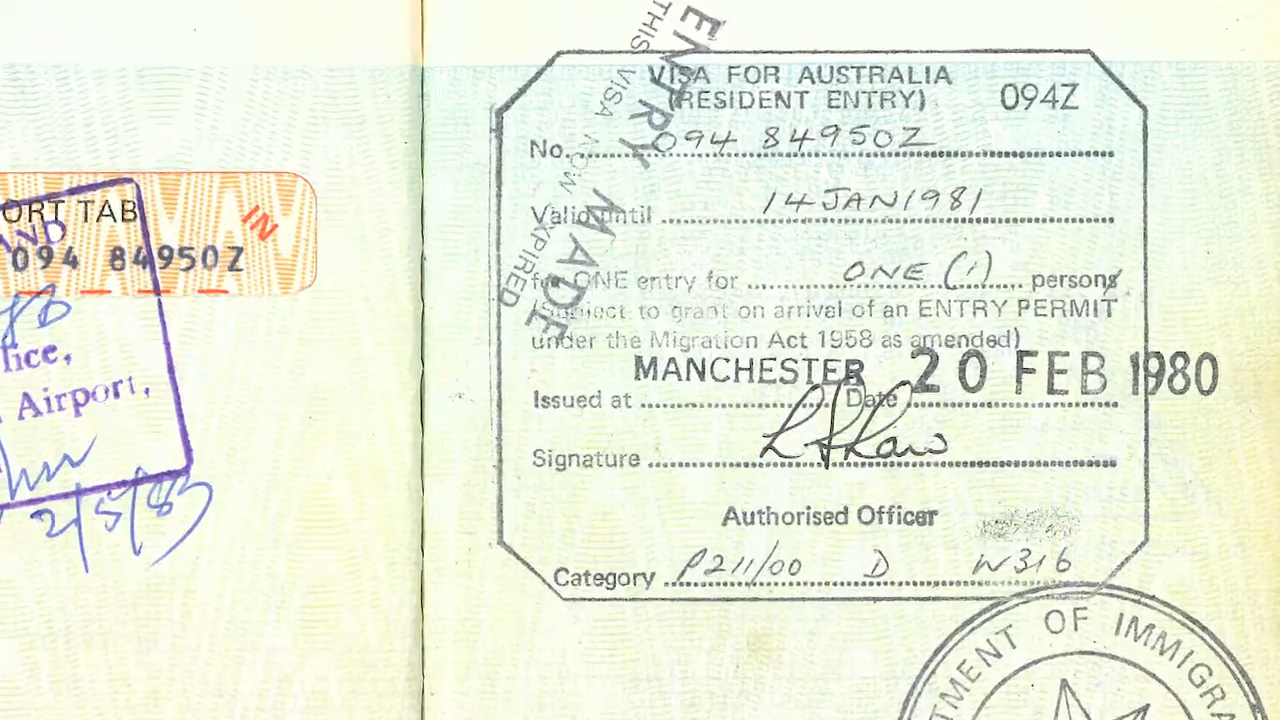 ORT TAB
IN
AND
094 84950Z
fice,
Airport,
2/5/83
ENTRY MADE
THIS VISA NOW EXPIRED
VISA FOR AUSTRALIA
(RESIDENT ENTRY)
094Z
No. 094 84950Z
Valid until 14 JAN 1981
for ONE entry for ONE (1) persons
(Subject to grant on arrival of an ENTRY PERMIT
under the Migration Act 1958 as amended)
MANCHESTER 20 FEB 1980
Issued at Date
Signature
Authorised Officer
Category P211/00 D W316
TMENT OF IMMIGRA